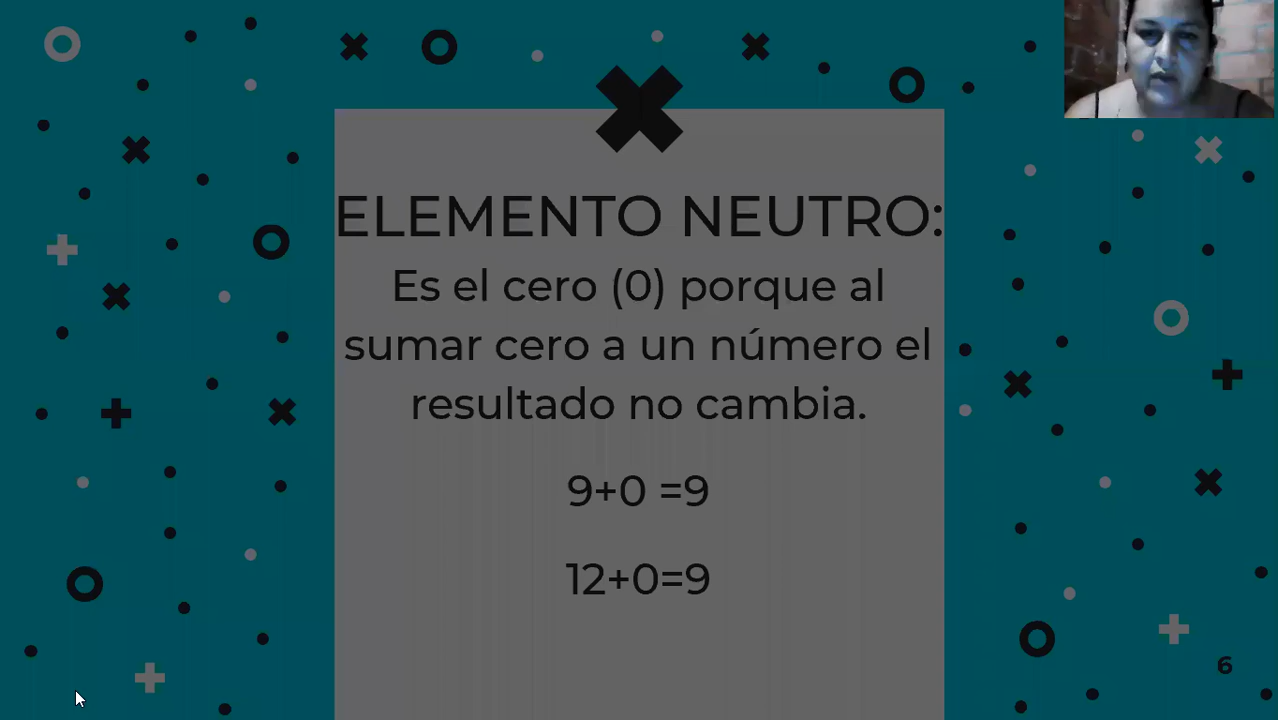 ELEMENTO NEUTRO:
Es el cero (0) porque al
sumar cero a un número el
resultado no cambia.
9+0 =9
12+0=9
6